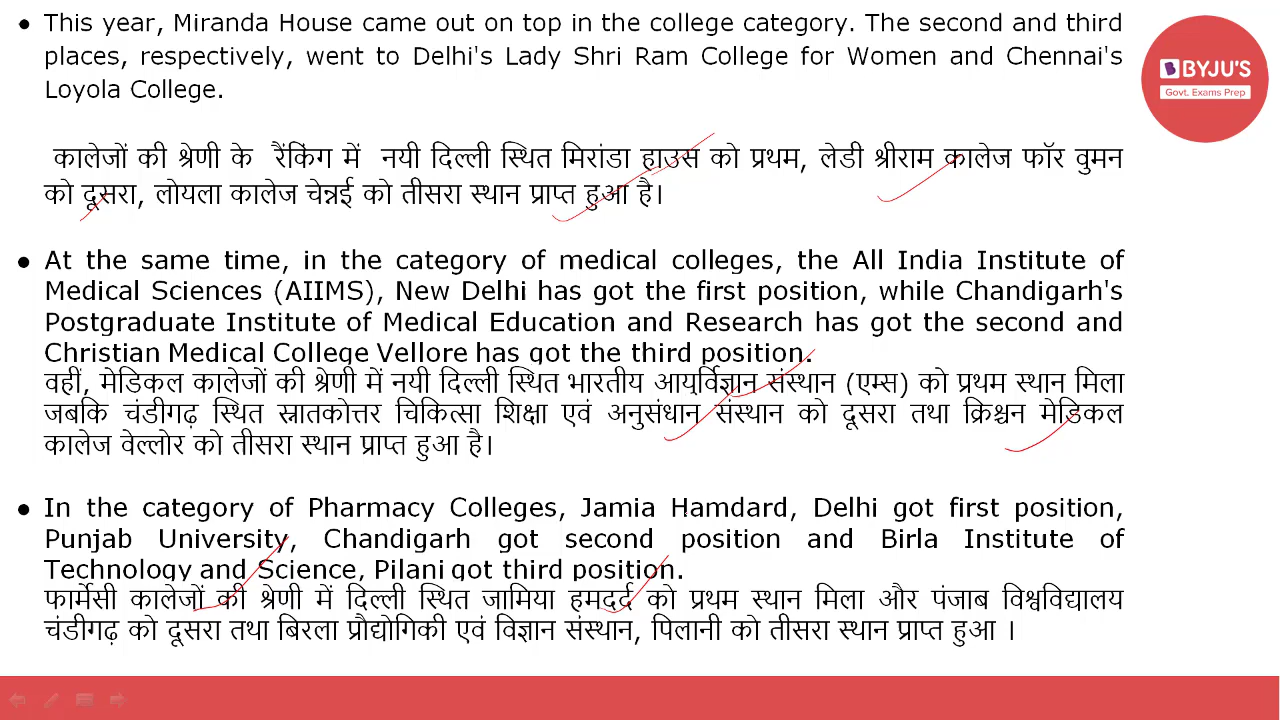 • This year, Miranda House came out on top in the college category. The second and third
places, respectively, went to Delhi's Lady Shri Ram College for Women and Chennai's
Loyola College.
BYJU'S
Govt. Exams Prep
कालेजों की श्रेणी के रैंकिंग में नयी दिल्ली स्थित मिरांडा हाउस को प्रथम, लेडी श्रीराम कालेज फॉर वुमन
को दूसरा, लोयला कालेज चेन्नई को तीसरा स्थान प्राप्त हुआ है।
• At the same time, in the category of medical colleges, the All India Institute of
Medical Sciences (AIIMS), New Delhi has got the first position, while Chandigarh's
Postgraduate Institute of Medical Education and Research has got the second and
Christian Medical College Vellore has got the third position.
वहीं, मेडिकल कालेजों की श्रेणी में नयी दिल्ली स्थित भारतीय आयुर्विज्ञान संस्थान (एम्स) को प्रथम स्थान मिला
जबकि चंडीगढ़ स्थित स्नातकोत्तर चिकित्सा शिक्षा एवं अनुसंधान संस्थान को दूसरा तथा क्रिश्चन मेडिकल
कालेज वेल्लोर को तीसरा स्थान प्राप्त हुआ है।
• In the category of Pharmacy Colleges, Jamia Hamdard, Delhi got first position,
Punjab University, Chandigarh got second position and Birla Institute of
Technology and Science, Pilani got third position.
फार्मेसी कालेजों की श्रेणी में दिल्ली स्थित जामिया हमदर्द को प्रथम स्थान मिला और पंजाब विश्वविद्यालय
चंडीगढ़ को दूसरा तथा बिरला प्रौद्योगिकी एवं विज्ञान संस्थान, पिलानी को तीसरा स्थान प्राप्त हुआ ।